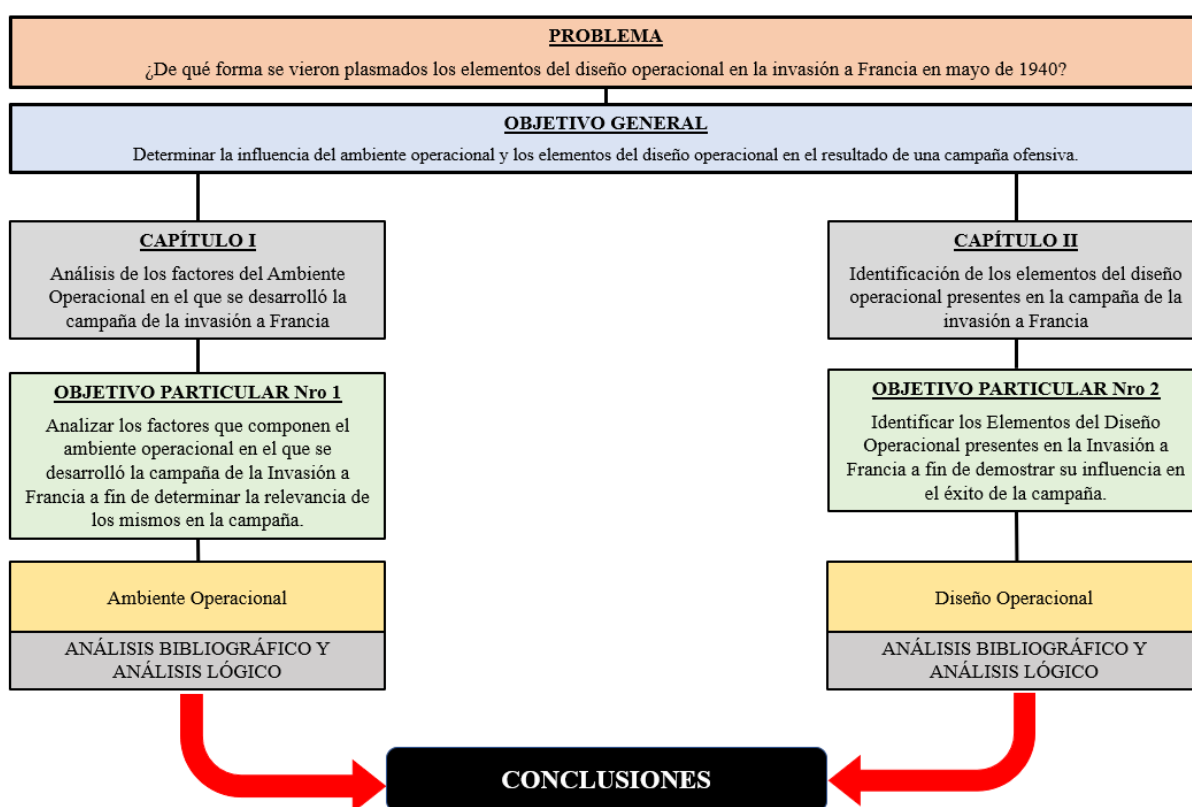 PROBLEMA
¿De qué forma se vieron plasmados los elementos del diseño operacional en la invasión a Francia en mayo de 1940?
OBJETIVO GENERAL
Determinar la influencia del ambiente operacional y los elementos del diseño operacional en el resultado de una campaña ofensiva.
CAPÍTULO I
Análisis de los factores del Ambiente
Operacional en el que se desarrolló la
campaña de la invasión a Francia
OBJETIVO PARTICULAR Nro 1
Analizar los factores que componen el
ambiente operacional en el que se
desarrolló la campaña de la Invasión a
Francia a fin de determinar la relevancia de
los mismos en la campaña.
Ambiente Operacional
ANÁLISIS BIBLIOGRÁFICO Y
ANÁLISIS LÓGICO
CAPÍTULO II
Identificación de los elementos del diseño
operacional presentes en la campaña de la
invasión a Francia
OBJETIVO PARTICULAR Nro 2
Identificar los Elementos del Diseño
Operacional presentes en la Invasión a
Francia a fin de demostrar su influencia en
el éxito de la campaña.
Diseño Operacional
ANÁLISIS BIBLIOGRÁFICO Y
ANÁLISIS LÓGICO
CONCLUSIONES